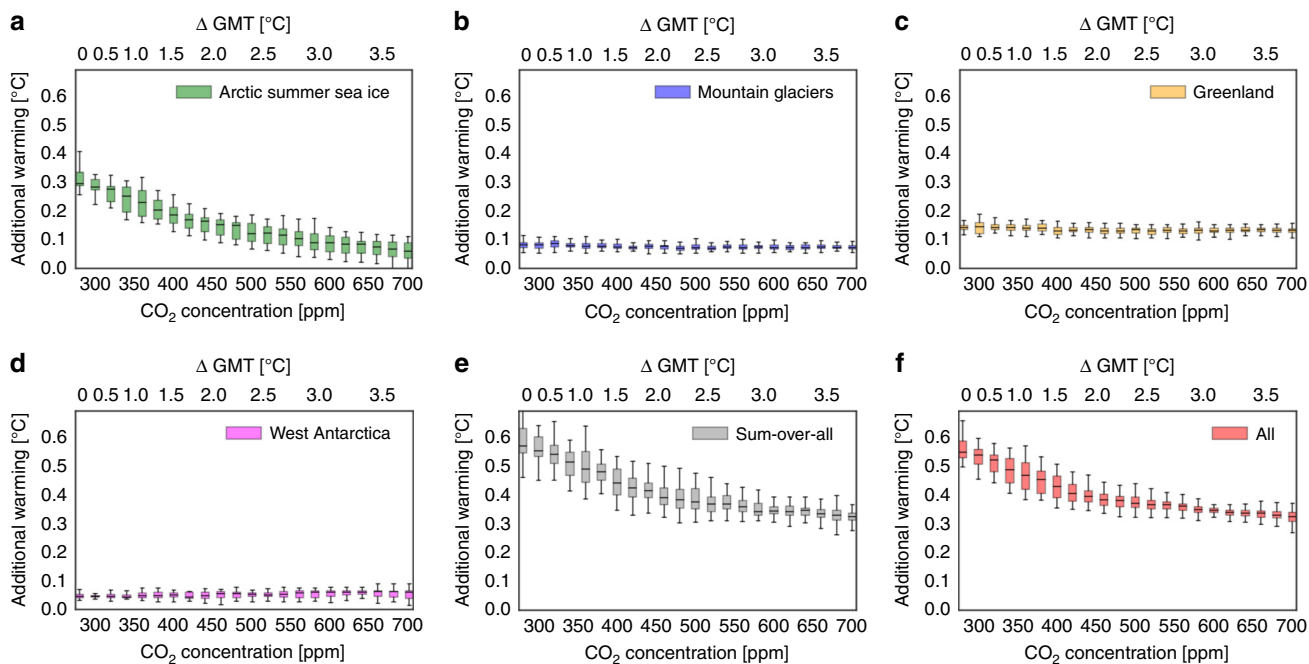 a
Δ GMT [°C]
0 0.5 1.0 1.5 2.0 2.5 3.0 3.5
Additional warming [°C]
0.6
0.5
0.4
0.3
0.2
0.1
0.0
Arctic summer sea ice
300 350 400 450 500 550 600 650 700
CO₂ concentration [ppm]
b
Δ GMT [°C]
0 0.5 1.0 1.5 2.0 2.5 3.0 3.5
Additional warming [°C]
0.6
0.5
0.4
0.3
0.2
0.1
0.0
Mountain glaciers
300 350 400 450 500 550 600 650 700
CO₂ concentration [ppm]
c
Δ GMT [°C]
0 0.5 1.0 1.5 2.0 2.5 3.0 3.5
Additional warming [°C]
0.6
0.5
0.4
0.3
0.2
0.1
0.0
Greenland
300 350 400 450 500 550 600 650 700
CO₂ concentration [ppm]
d
Δ GMT [°C]
0 0.5 1.0 1.5 2.0 2.5 3.0 3.5
Additional warming [°C]
0.6
0.5
0.4
0.3
0.2
0.1
0.0
West Antarctica
300 350 400 450 500 550 600 650 700
CO₂ concentration [ppm]
e
Δ GMT [°C]
0 0.5 1.0 1.5 2.0 2.5 3.0 3.5
Additional warming [°C]
0.6
0.5
0.4
0.3
0.2
0.1
0.0
Sum-over-all
300 350 400 450 500 550 600 650 700
CO₂ concentration [ppm]
f
Δ GMT [°C]
0 0.5 1.0 1.5 2.0 2.5 3.0 3.5
Additional warming [°C]
0.6
0.5
0.4
0.3
0.2
0.1
0.0
All
300 350 400 450 500 550 600 650 700
CO₂ concentration [ppm]